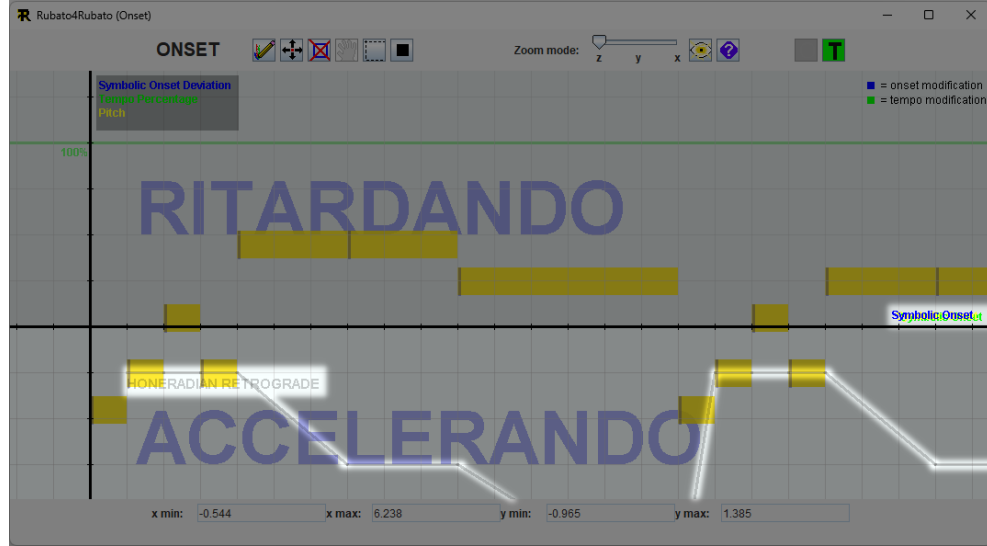 Rubato4Rubato (Onset)
ONSET
Zoom mode:
z y x
T
Symbolic Onset Deviation
Tempo Percentage
Pitch
= onset modification
= tempo modification
100%
RITARDANDO
Symbolic Onset
HONERADIAN RETROGRADE
ACCELERANDO
x min: -0.544 x max: 6.238 y min: -0.965 y max: 1.385